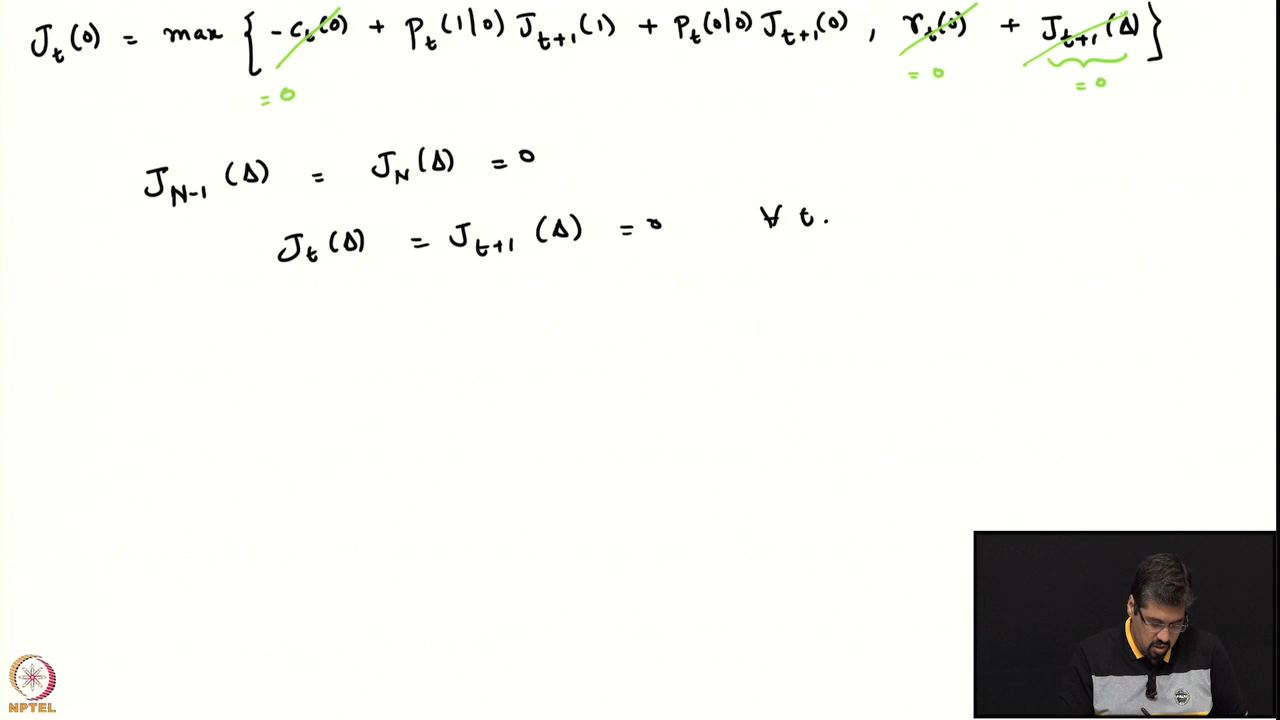 J_t(0) = max { -c_t(0) + P_t(1|0) J_{t+1}(1) + P_t(0|0) J_{t+1}(0) , r_t(0) + J_{t+1}(Δ) }
= 0 = 0 = 0
J_{N-1}(Δ) = J_N(Δ) = 0
J_t(Δ) = J_{t+1}(Δ) = 0 ∀ t.
NPTEL